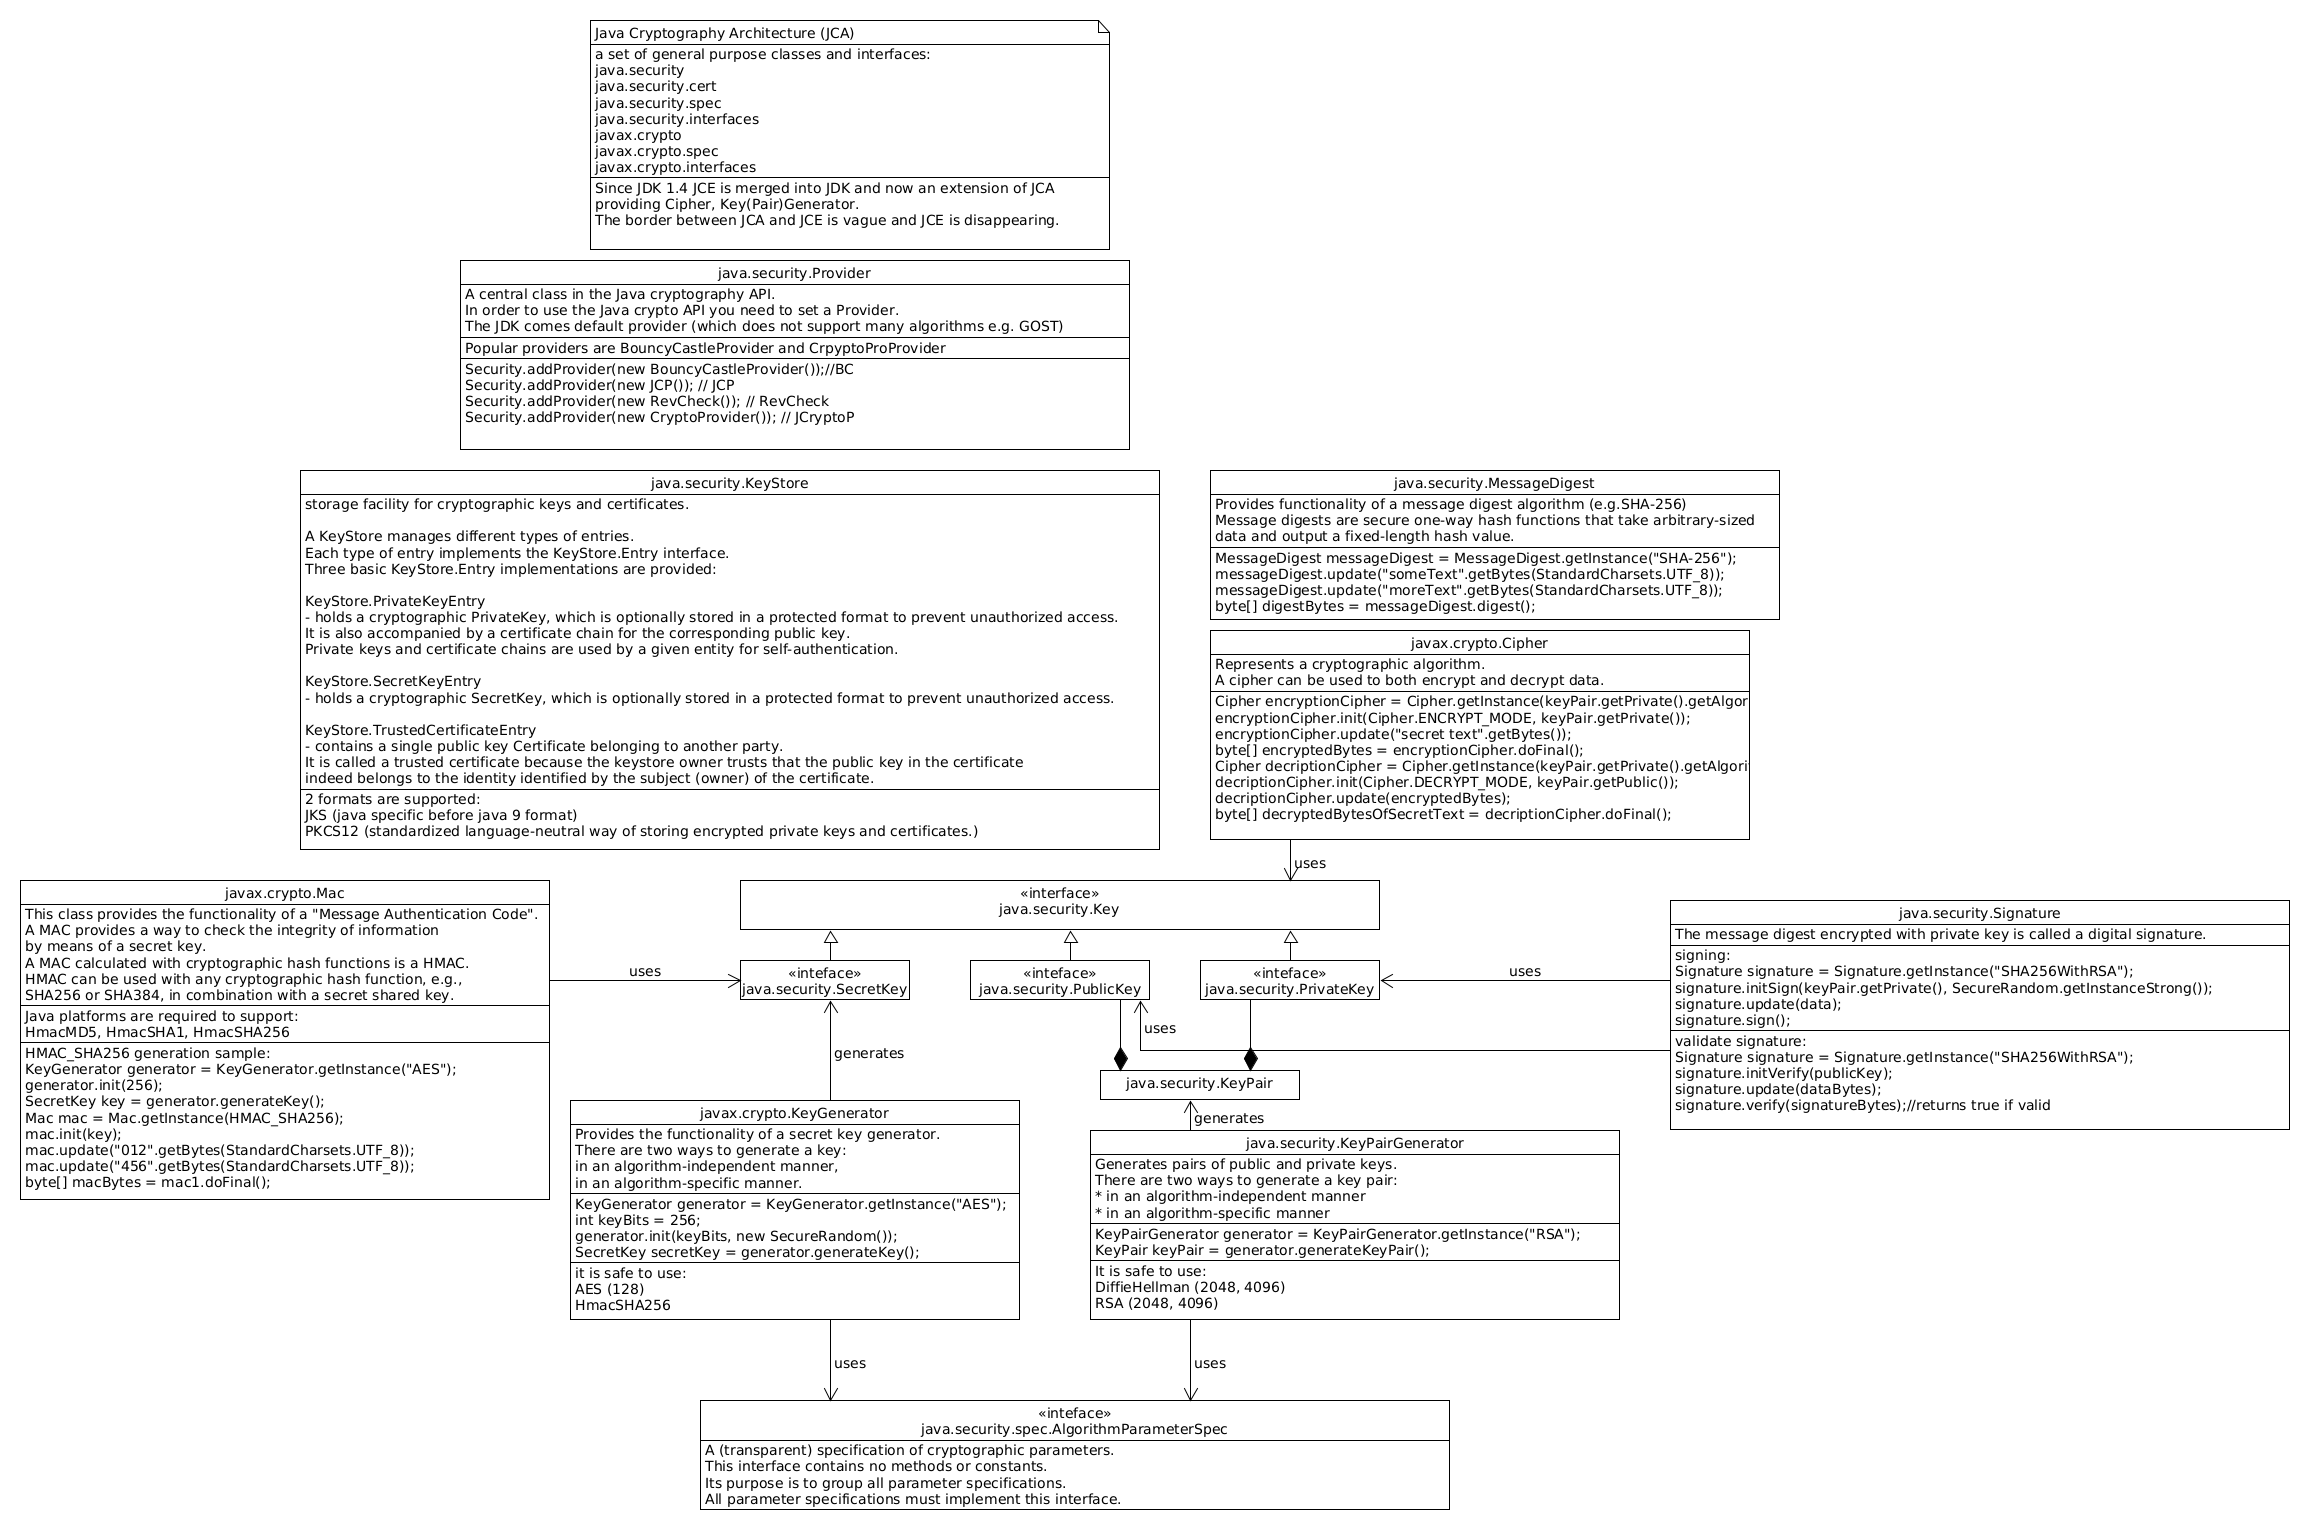 Java Cryptography Architecture (JCA)
a set of general purpose classes and interfaces:
java.security
java.security.cert
java.security.spec
java.security.interfaces
javax.crypto
javax.crypto.spec
javax.crypto.interfaces
Since JDK 1.4 JCE is merged into JDK and now an extension of JCA
providing Cipher, Key(Pair)Generator.
The border between JCA and JCE is vague and JCE is disappearing.
java.security.Provider
A central class in the Java cryptography API.
In order to use the Java crypto API you need to set a Provider.
The JDK comes default provider (which does not support many algorithms e.g. GOST)
Popular providers are BouncyCastleProvider and CrpyptoProProvider
Security.addProvider(new BouncyCastleProvider());//BC
Security.addProvider(new JCP()); // JCP
Security.addProvider(new RevCheck()); // RevCheck
Security.addProvider(new CryptoProvider()); // JCryptoP
java.security.KeyStore
storage facility for cryptographic keys and certificates.
A KeyStore manages different types of entries.
Each type of entry implements the KeyStore.Entry interface.
Three basic KeyStore.Entry implementations are provided:
KeyStore.PrivateKeyEntry
- holds a cryptographic PrivateKey, which is optionally stored in a protected format to prevent unauthorized access.
It is also accompanied by a certificate chain for the corresponding public key.
Private keys and certificate chains are used by a given entity for self-authentication.
KeyStore.SecretKeyEntry
- holds a cryptographic SecretKey, which is optionally stored in a protected format to prevent unauthorized access.
KeyStore.TrustedCertificateEntry
- contains a single public key Certificate belonging to another party.
It is called a trusted certificate because the keystore owner trusts that the public key in the certificate
indeed belongs to the identity identified by the subject (owner) of the certificate.
2 formats are supported:
JKS (java specific before java 9 format)
PKCS12 (standardized language-neutral way of storing encrypted private keys and certificates.)
java.security.MessageDigest
Provides functionality of a message digest algorithm (e.g.SHA-256)
Message digests are secure one-way hash functions that take arbitrary-sized
data and output a fixed-length hash value.
MessageDigest messageDigest = MessageDigest.getInstance("SHA-256");
messageDigest.update("someText".getBytes(StandardCharsets.UTF_8));
messageDigest.update("moreText".getBytes(StandardCharsets.UTF_8));
byte[] digestBytes = messageDigest.digest();
javax.crypto.Cipher
Represents a cryptographic algorithm.
A cipher can be used to both encrypt and decrypt data.
Cipher encryptionCipher = Cipher.getInstance(keyPair.getPrivate().getAlgor
encryptionCipher.init(Cipher.ENCRYPT_MODE, keyPair.getPrivate());
encryptionCipher.update("secret text".getBytes());
byte[] encryptedBytes = encryptionCipher.doFinal();
Cipher decriptionCipher = Cipher.getInstance(keyPair.getPrivate().getAlgori
decriptionCipher.init(Cipher.DECRYPT_MODE, keyPair.getPublic());
decriptionCipher.update(encryptedBytes);
byte[] decryptedBytesOfSecretText = decriptionCipher.doFinal();
uses
javax.crypto.Mac
This class provides the functionality of a "Message Authentication Code".
A MAC provides a way to check the integrity of information
by means of a secret key.
A MAC calculated with cryptographic hash functions is a HMAC.
HMAC can be used with any cryptographic hash function, e.g.,
SHA256 or SHA384, in combination with a secret shared key.
Java platforms are required to support:
HmacMD5, HmacSHA1, HmacSHA256
HMAC_SHA256 generation sample:
KeyGenerator generator = KeyGenerator.getInstance("AES");
generator.init(256);
SecretKey key = generator.generateKey();
Mac mac = Mac.getInstance(HMAC_SHA256);
mac.init(key);
mac.update("012".getBytes(StandardCharsets.UTF_8));
mac.update("456".getBytes(StandardCharsets.UTF_8));
byte[] macBytes = mac1.doFinal();
uses
«interface»
java.security.Key
«inteface»
java.security.SecretKey
«inteface»
java.security.PublicKey
«inteface»
java.security.PrivateKey
uses
uses
generates
java.security.KeyPair
generates
java.security.Signature
The message digest encrypted with private key is called a digital signature.
signing:
Signature signature = Signature.getInstance("SHA256WithRSA");
signature.initSign(keyPair.getPrivate(), SecureRandom.getInstanceStrong());
signature.update(data);
signature.sign();
validate signature:
Signature signature = Signature.getInstance("SHA256WithRSA");
signature.initVerify(publicKey);
signature.update(dataBytes);
signature.verify(signatureBytes);//returns true if valid
javax.crypto.KeyGenerator
Provides the functionality of a secret key generator.
There are two ways to generate a key:
in an algorithm-independent manner,
in an algorithm-specific manner.
KeyGenerator generator = KeyGenerator.getInstance("AES");
int keyBits = 256;
generator.init(keyBits, new SecureRandom());
SecretKey secretKey = generator.generateKey();
it is safe to use:
AES (128)
HmacSHA256
java.security.KeyPairGenerator
Generates pairs of public and private keys.
There are two ways to generate a key pair:
* in an algorithm-independent manner
* in an algorithm-specific manner
KeyPairGenerator generator = KeyPairGenerator.getInstance("RSA");
KeyPair keyPair = generator.generateKeyPair();
It is safe to use:
DiffieHellman (2048, 4096)
RSA (2048, 4096)
uses
uses
«inteface»
java.security.spec.AlgorithmParameterSpec
A (transparent) specification of cryptographic parameters.
This interface contains no methods or constants.
Its purpose is to group all parameter specifications.
All parameter specifications must implement this interface.